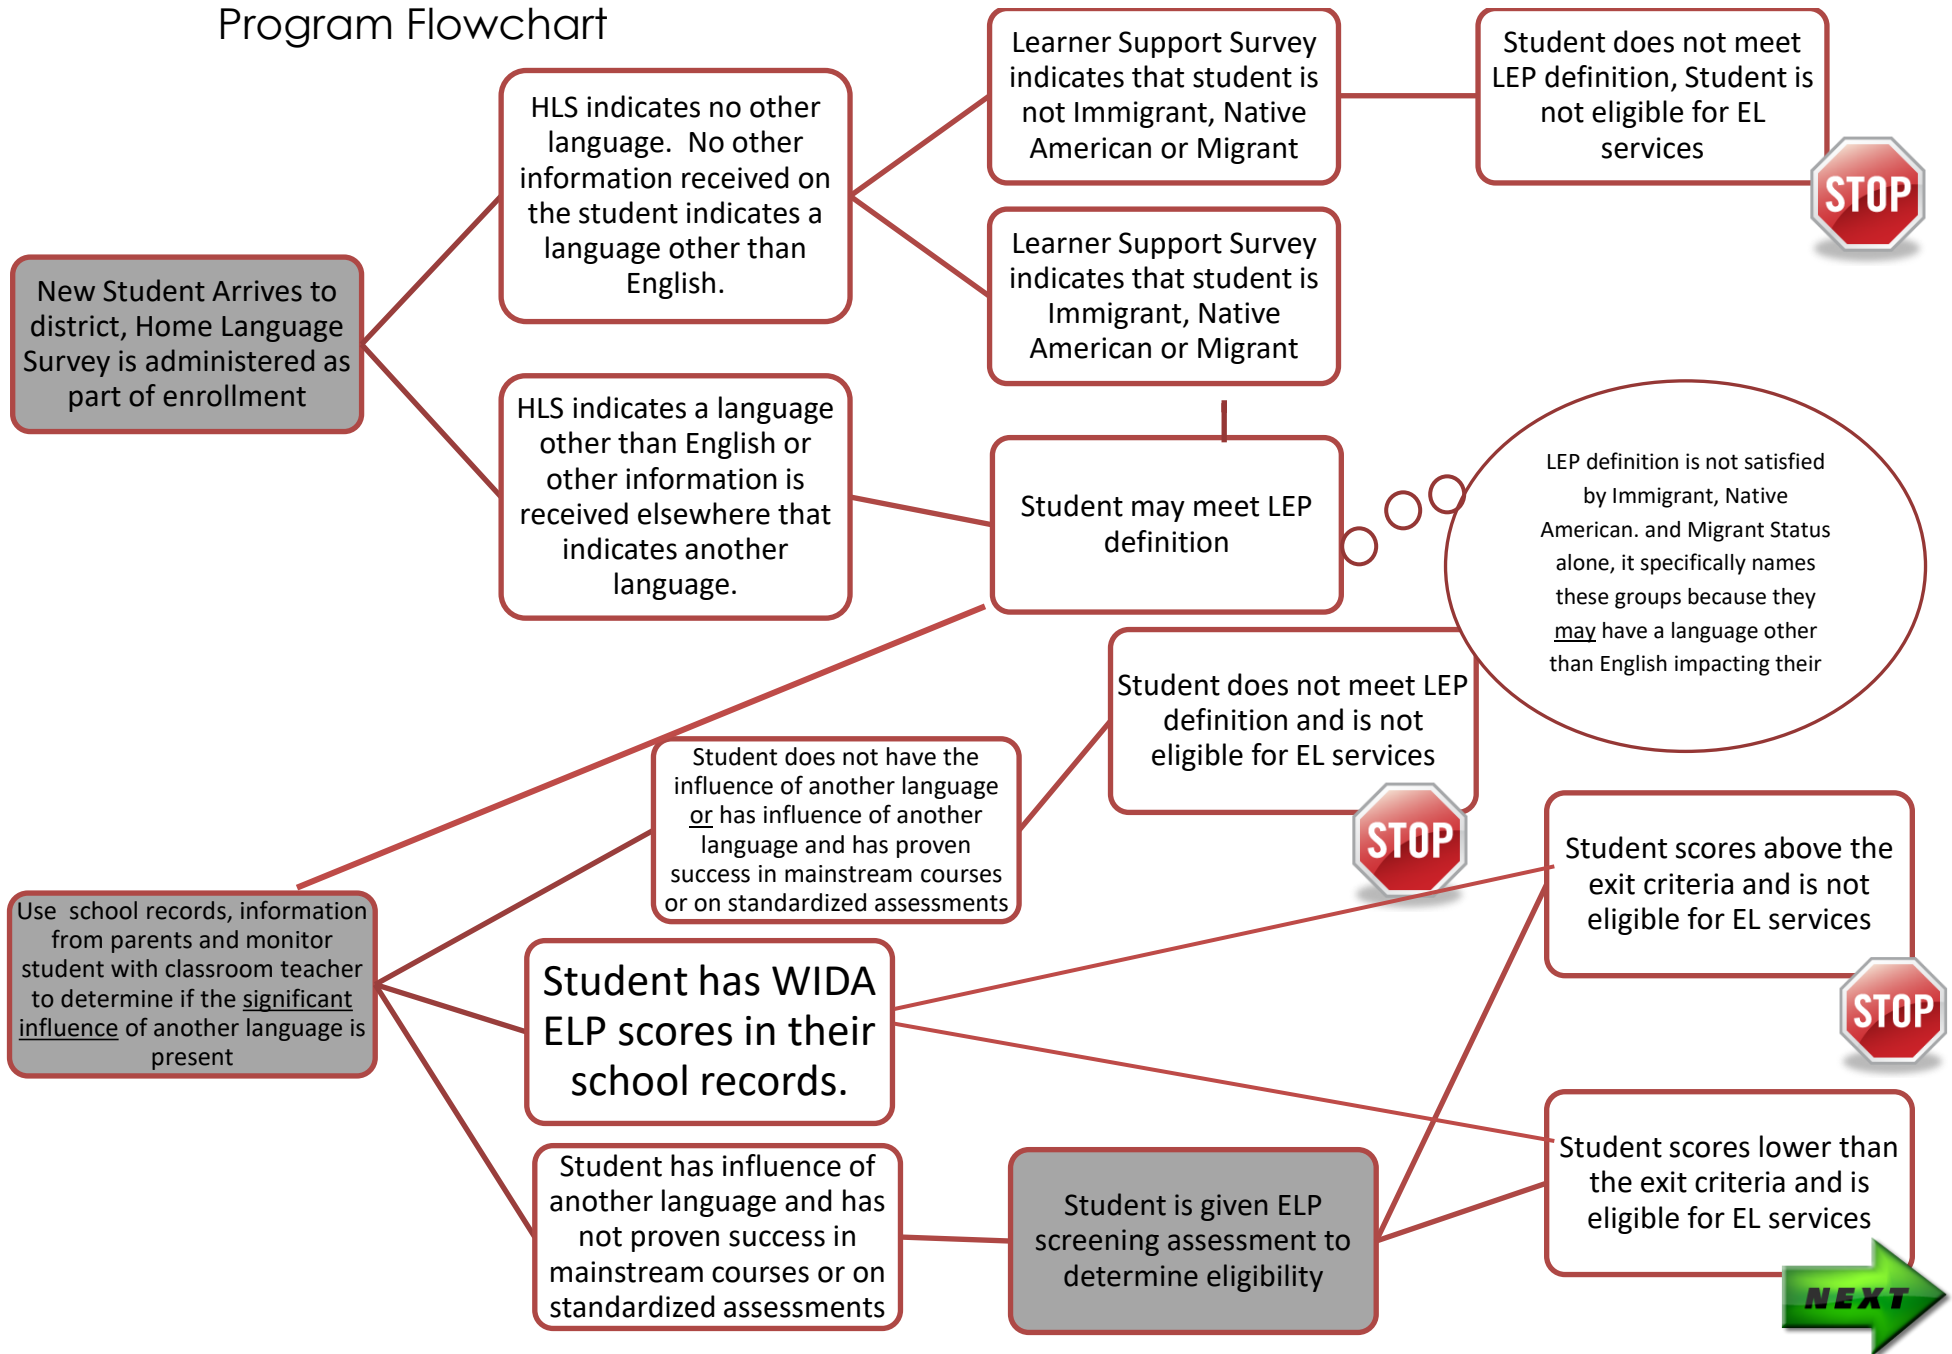 Program Flowchart
Learner Support Survey
indicates that student is
not Immigrant, Native
American or Migrant
Student does not meet
LEP definition, Student is
not eligible for EL
services
STOP
HLS indicates no other
language.  No other
information received on
the student indicates a
language other than
English.
Learner Support Survey
indicates that student is
Immigrant, Native
American or Migrant
New Student Arrives to
district, Home Language
Survey is administered as
part of enrollment
HLS indicates a language
other than English or
other information is
received elsewhere that
indicates another
language.
Student may meet LEP
definition
LEP definition is not satisfied
by Immigrant, Native
American. and Migrant Status
alone, it specifically names
these groups because they
may have a language other
than English impacting their
Student does not meet LEP
definition and is not
eligible for EL services
STOP
Student does not have the
influence of another language
or has influence of another
language and has proven
success in mainstream courses
or on standardized assessments
Student scores above the
exit criteria and is not
eligible for EL services
STOP
Use  school records, information
from parents and monitor
student with classroom teacher
to determine if the significant
influence of another language is
present
Student has WIDA
ELP scores in their
school records.
Student has influence of
another language and has
not proven success in
mainstream courses or on
standardized assessments
Student is given ELP
screening assessment to
determine eligibility
Student scores lower than
the exit criteria and is
eligible for EL services
NEXT